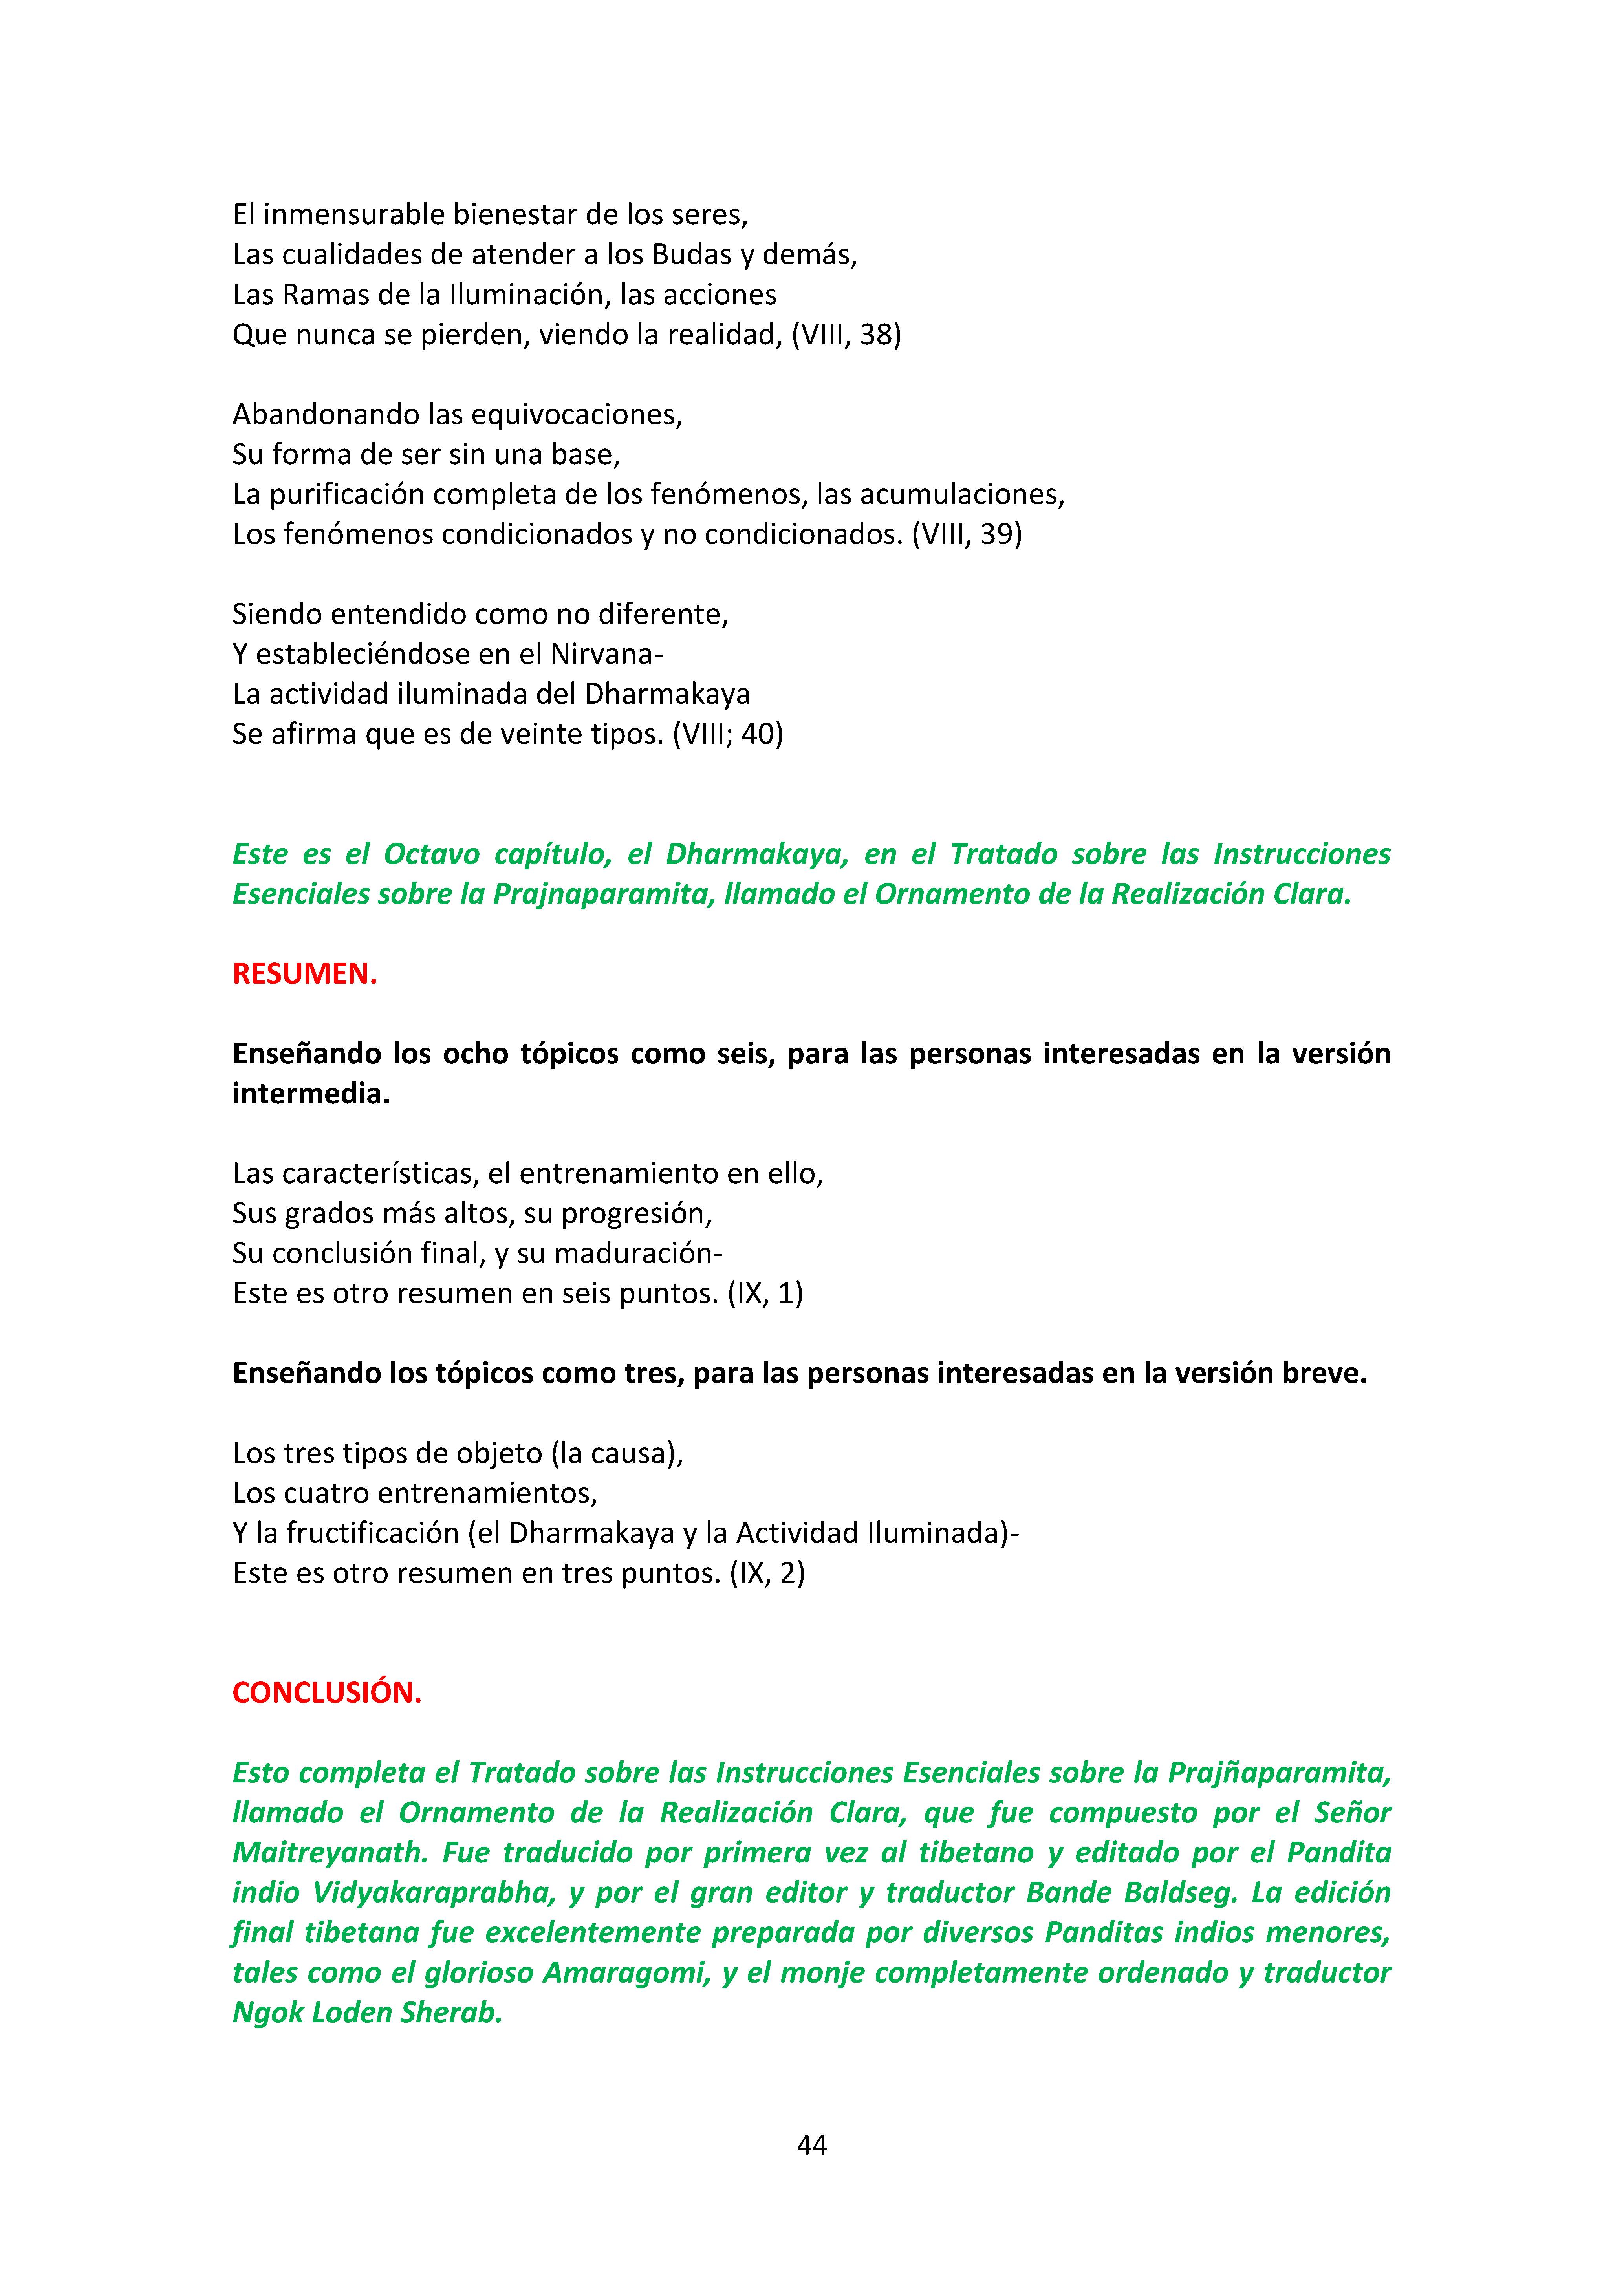 El inmensurable bienestar de los seres,
Las cualidades de atender a los Budas y demás,
Las Ramas de la Iluminación, las acciones
Que nunca se pierden, viendo la realidad, (VIII, 38)
Abandonando las equivocaciones,
Su forma de ser sin una base,
La purificación completa de los fenómenos, las acumulaciones,
Los fenómenos condicionados y no condicionados. (VIII, 39)
Siendo entendido como no diferente,
Y estableciéndose en el Nirvana-
La actividad iluminada del Dharmakaya
Se afirma que es de veinte tipos. (VIII; 40)
Este es el Octavo capítulo, el Dharmakaya, en el Tratado sobre las Instrucciones
Esenciales sobre la Prajnaparamita, llamado el Ornamento de la Realización Clara.
RESUMEN.
Enseñando los ocho tópicos como seis, para las personas interesadas en la versión
intermedia.
Las características, el entrenamiento en ello,
Sus grados más altos, su progresión,
Su conclusión final, y su maduración-
Este es otro resumen en seis puntos. (IX, 1)
Enseñando los tópicos como tres, para las personas interesadas en la versión breve.
Los tres tipos de objeto (la causa),
Los cuatro entrenamientos,
Y la fructificación (el Dharmakaya y la Actividad Iluminada)-
Este es otro resumen en tres puntos. (IX, 2)
CONCLUSIÓN.
Esto completa el Tratado sobre las Instrucciones Esenciales sobre la Prajñaparamita,
llamado el Ornamento de la Realización Clara, que fue compuesto por el Señor
Maitreyanath. Fue traducido por primera vez al tibetano y editado por el Pandita
indio Vidyakaraprabha, y por el gran editor y traductor Bande Baldseg. La edición
final tibetana fue excelentemente preparada por diversos Panditas indios menores,
tales como el glorioso Amaragomi, y el monje completamente ordenado y traductor
Ngok Loden Sherab.
44